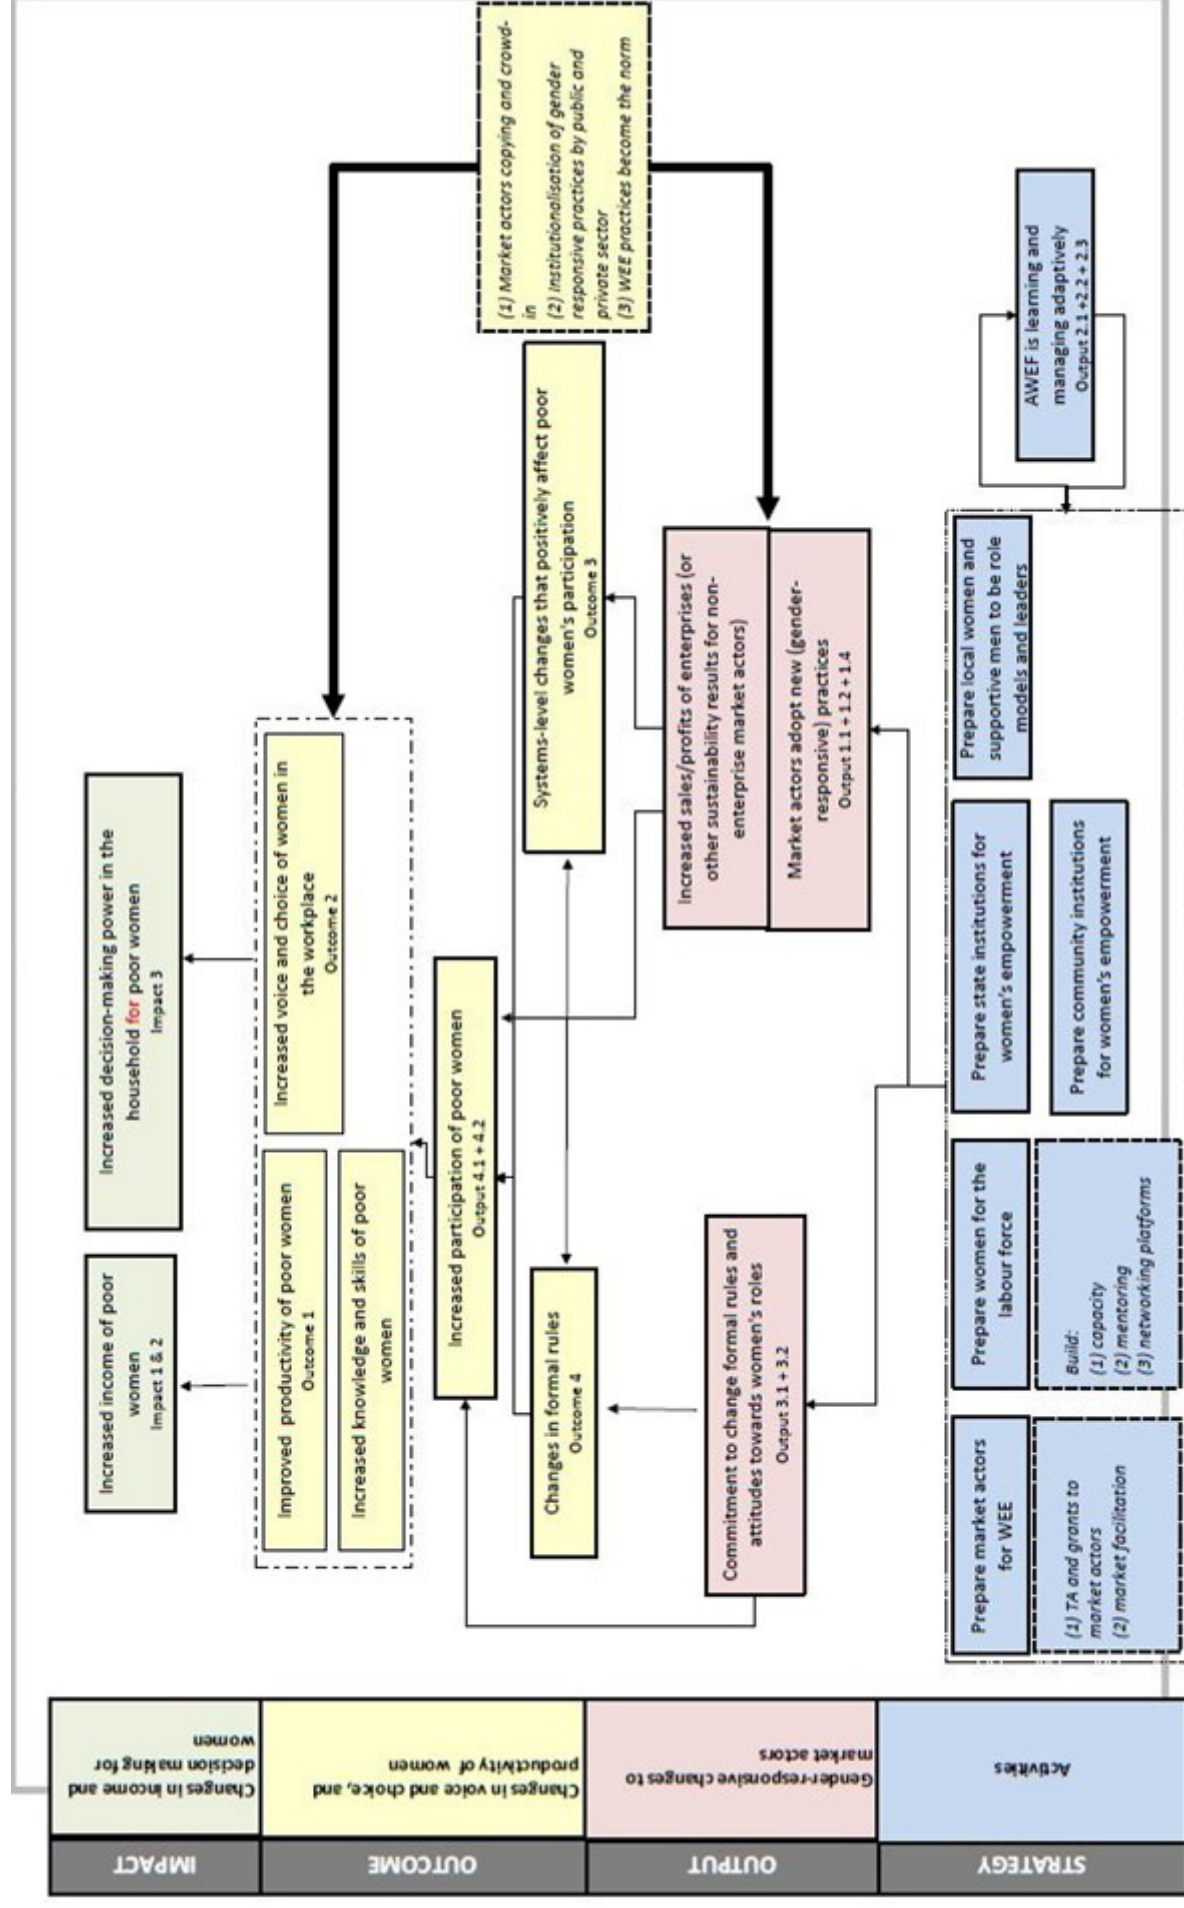 IMPACT
Changes in income and
decision making for
women
Increased income of poor
women
Impact 1 & 2
Increased decision-making power in the
household for poor women
Impact 3
OUTCOME
Changes in voice and choice, and
productivity of women
Improved productivity of poor women
Outcome 1
Increased knowledge and skills of poor
women
Increased voice and choice of women in
the workplace
Outcome 2
Increased participation of poor women
Output 4.1 + 4.2
Changes in formal rules
Outcome 4
Systems-level changes that positively affect poor
women's participation
Outcome 3
(1) Market actors copying and crowd-
in
(2) Institutionalisation of gender
responsive practices by public and
private sector
(3) WEE practices become the norm
OUTPUT
Gender-responsive changes to
market actors
Commitment to change formal rules and
attitudes towards women's roles
Output 3.1 + 3.2
Increased sales/profits of enterprises (or
other sustainability results for non-
enterprise market actors)
Market actors adopt new (gender-
responsive) practices
Output 1.1 + 1.2 + 1.4
STRATEGY
Activities
Prepare market actors
for WEE
(1) TA and grants to
market actors
(2) market facilitation
Prepare women for the
labour force
Build:
(1) capacity
(2) mentoring
(3) networking platforms
Prepare state institutions for
women's empowerment
Prepare community institutions
for women's empowerment
Prepare local women and
supportive men to be role
models and leaders
AWEF is learning and
managing adaptively
Output 2.1 +2.2 + 2.3